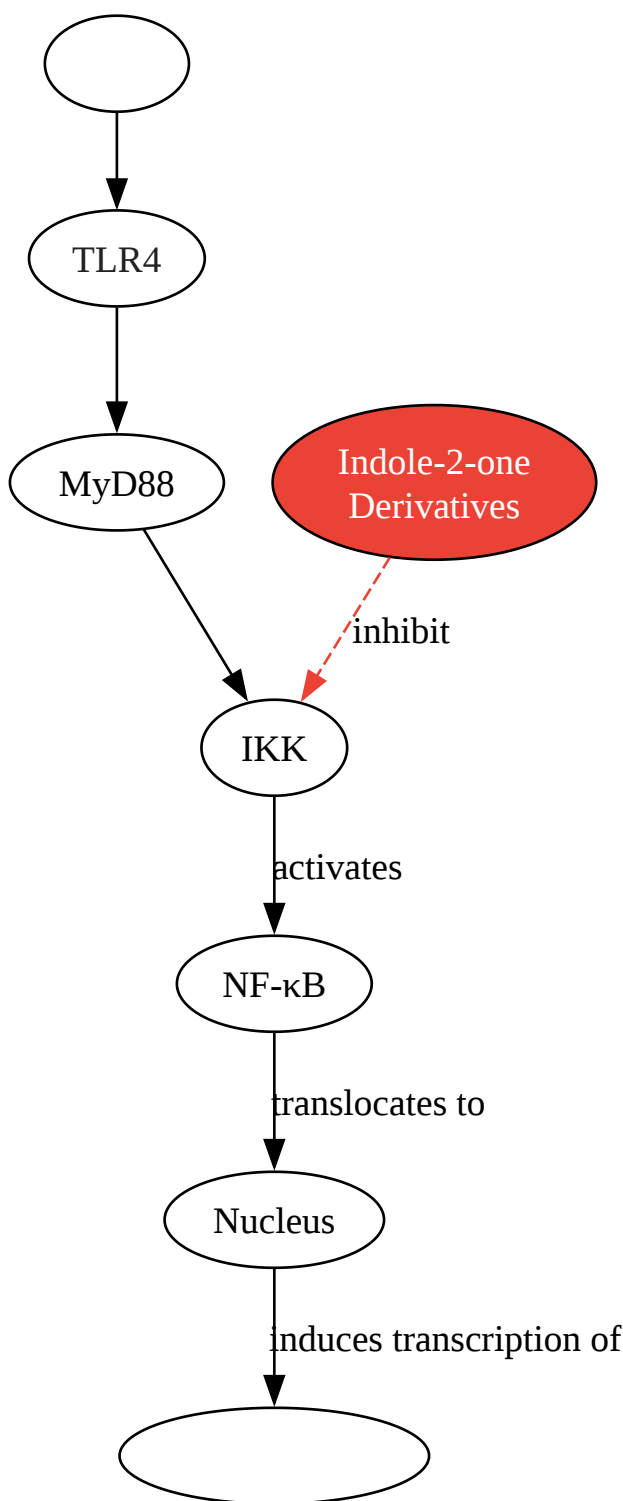 TLR4
MyD88
Indole-2-one
Derivatives
inhibit
IKK
activates
NF-κB
translocates to
Nucleus
induces transcription of